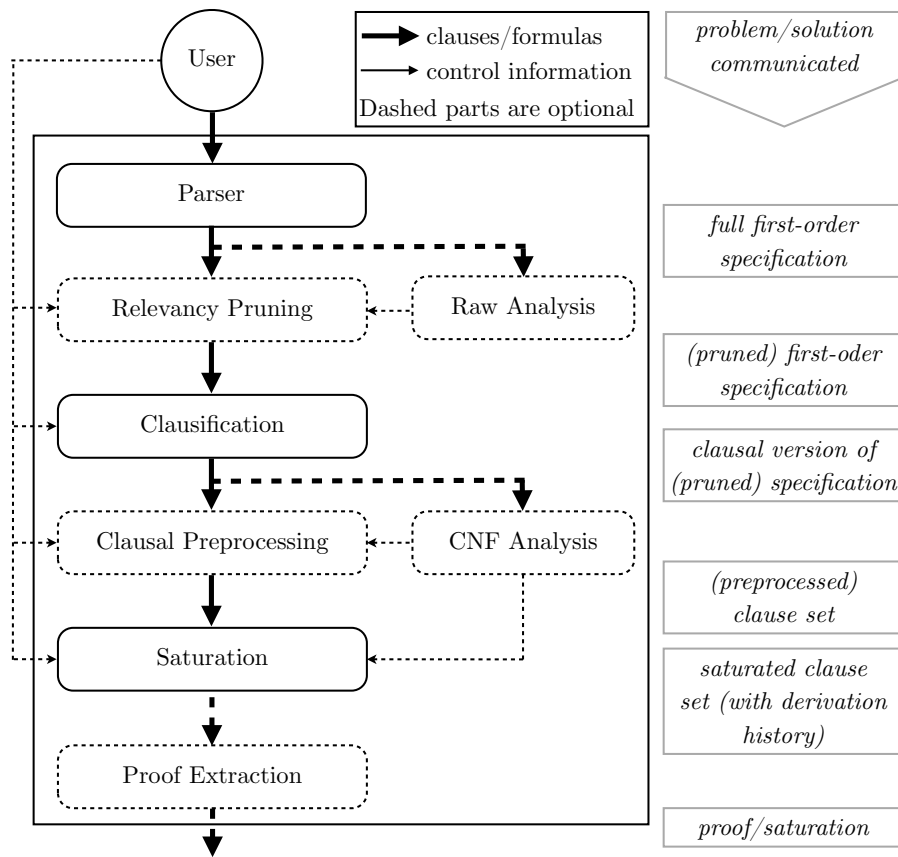 User
clauses/formulas
control information
Dashed parts are optional
problem/solution
communicated
Parser
full first-order
specification
Relevancy Pruning
Raw Analysis
(pruned) first-oder
specification
Clausification
clausal version of
(pruned) specification
Clausal Preprocessing
CNF Analysis
(preprocessed)
clause set
Saturation
saturated clause
set (with derivation
history)
Proof Extraction
proof/saturation